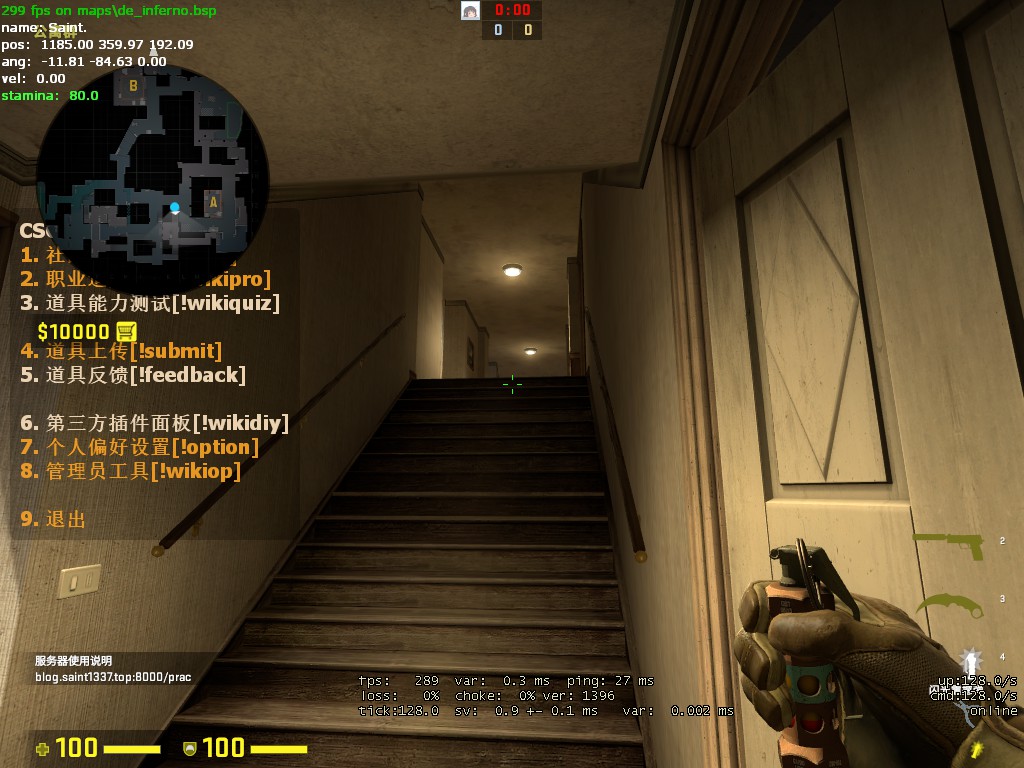 299 fps on maps\de_inferno.bsp
name: Saint.
pos: 1185.00 359.97 192.09
ang: -11.81 -84.63 0.00
vel: 0.00
stamina: 80.0
0:00
0 0
B
A
1. 社
2. 职业 kipro]
3. 道具能力测试[!wikiquiz]
$10000
4. 道具上传[!submit]
5. 道具反馈[!feedback]
6. 第三方插件面板[!wikidiy]
7. 个人偏好设置[!option]
8. 管理员工具[!wikiop]
9. 退出
2
3
4
服务器使用说明
blog.saint1337.top:8000/prac
fps: 289 var: 0.3 ms ping: 27 ms
loss: 0% choke: 0% ver: 1396
tick:128.0 sv: 0.9 +- 0.1 ms var: 0.002 ms
up:128.0/s
cmd:128.0/s
online
100 100